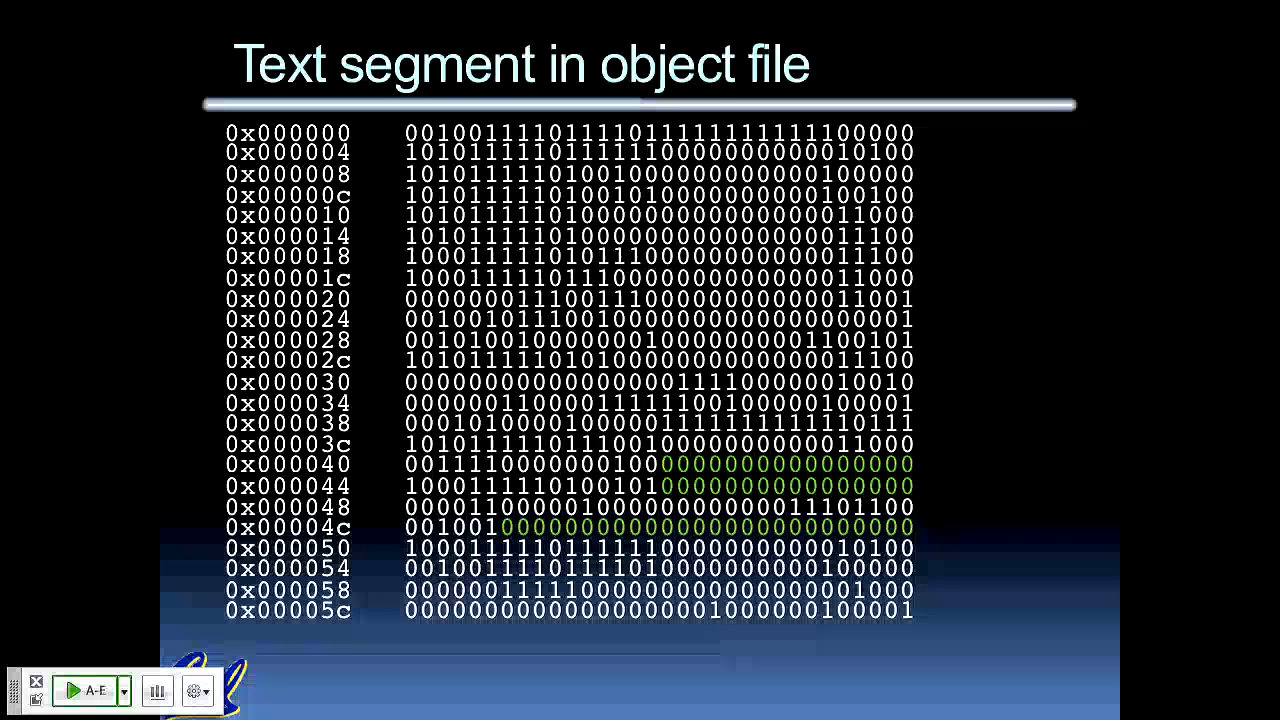 Text segment in object file
0x000000 00100111101111011111111111100000
0x000004 10101111101111110000000000010100
0x000008 10101111101001000000000000100000
0x00000c 10101111101001010000000000100100
0x000010 10101111101000000000000000011000
0x000014 10101111101000000000000000011100
0x000018 10001111101011100000000000011100
0x00001c 10001111101110000000000000011000
0x000020 00000001110011100000000000011001
0x000024 00100101110010000000000000000001
0x000028 00101001000000010000000001100101
0x00002c 10101111101010000000000000011100
0x000030 00000000000000000111100000010010
0x000034 00000011000011111100100000100001
0x000038 00010100001000001111111111110111
0x00003c 10101111101110010000000000011000
0x000040 00111100000001000000000000000000
0x000044 10001111101001010000000000000000
0x000048 00001100000100000000000011101100
0x00004c 00100100000000000000000000000000
0x000050 10001111101111110000000000010100
0x000054 00100111101111010000000000100000
0x000058 00000011111000000000000000001000
0x00005c 00000000000000000001000000100001
A-E